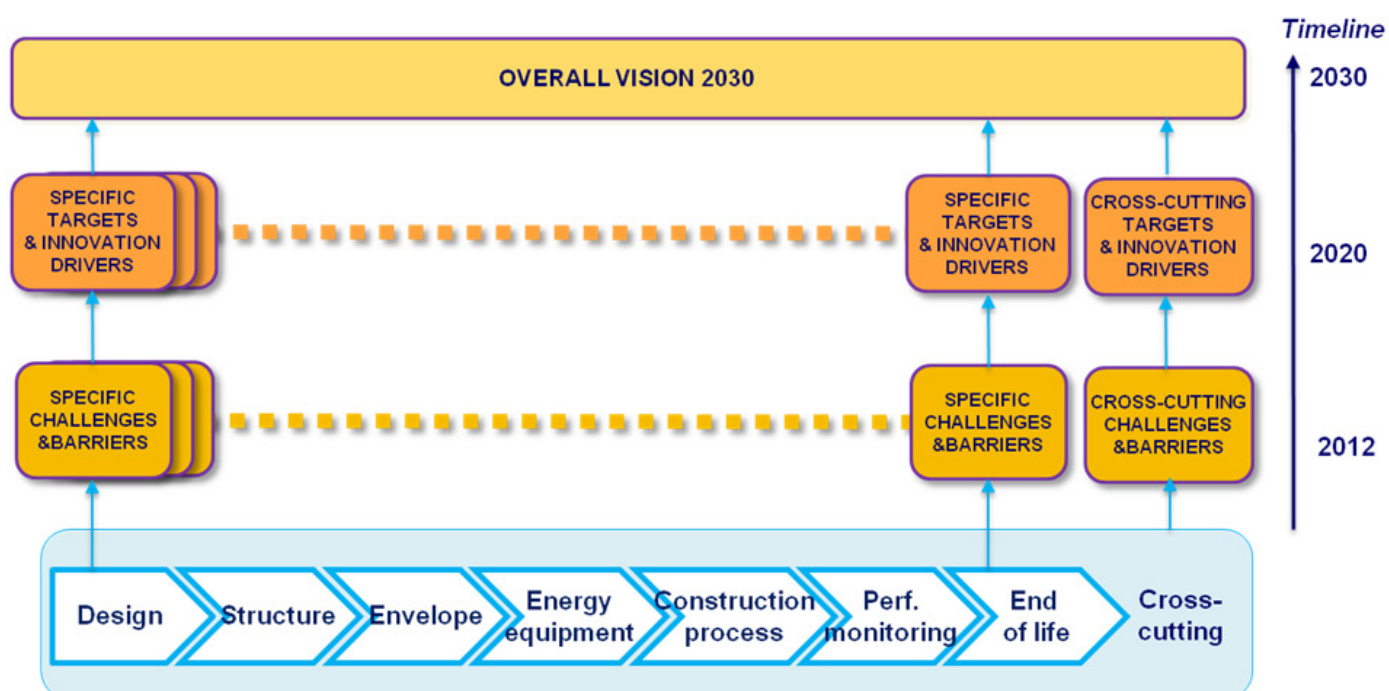 Timeline
OVERALL VISION 2030
2030
SPECIFIC
TARGETS
& INNOVATION
DRIVERS
SPECIFIC
TARGETS
& INNOVATION
DRIVERS
CROSS-CUTTING
TARGETS
& INNOVATION
DRIVERS
2020
SPECIFIC
CHALLENGES
&BARRIERS
SPECIFIC
CHALLENGES
&BARRIERS
CROSS-CUTTING
CHALLENGES
&BARRIERS
2012
Design
Structure
Envelope
Energy
equipment
Construction
process
Perf.
monitoring
End
of life
Cross-
cutting